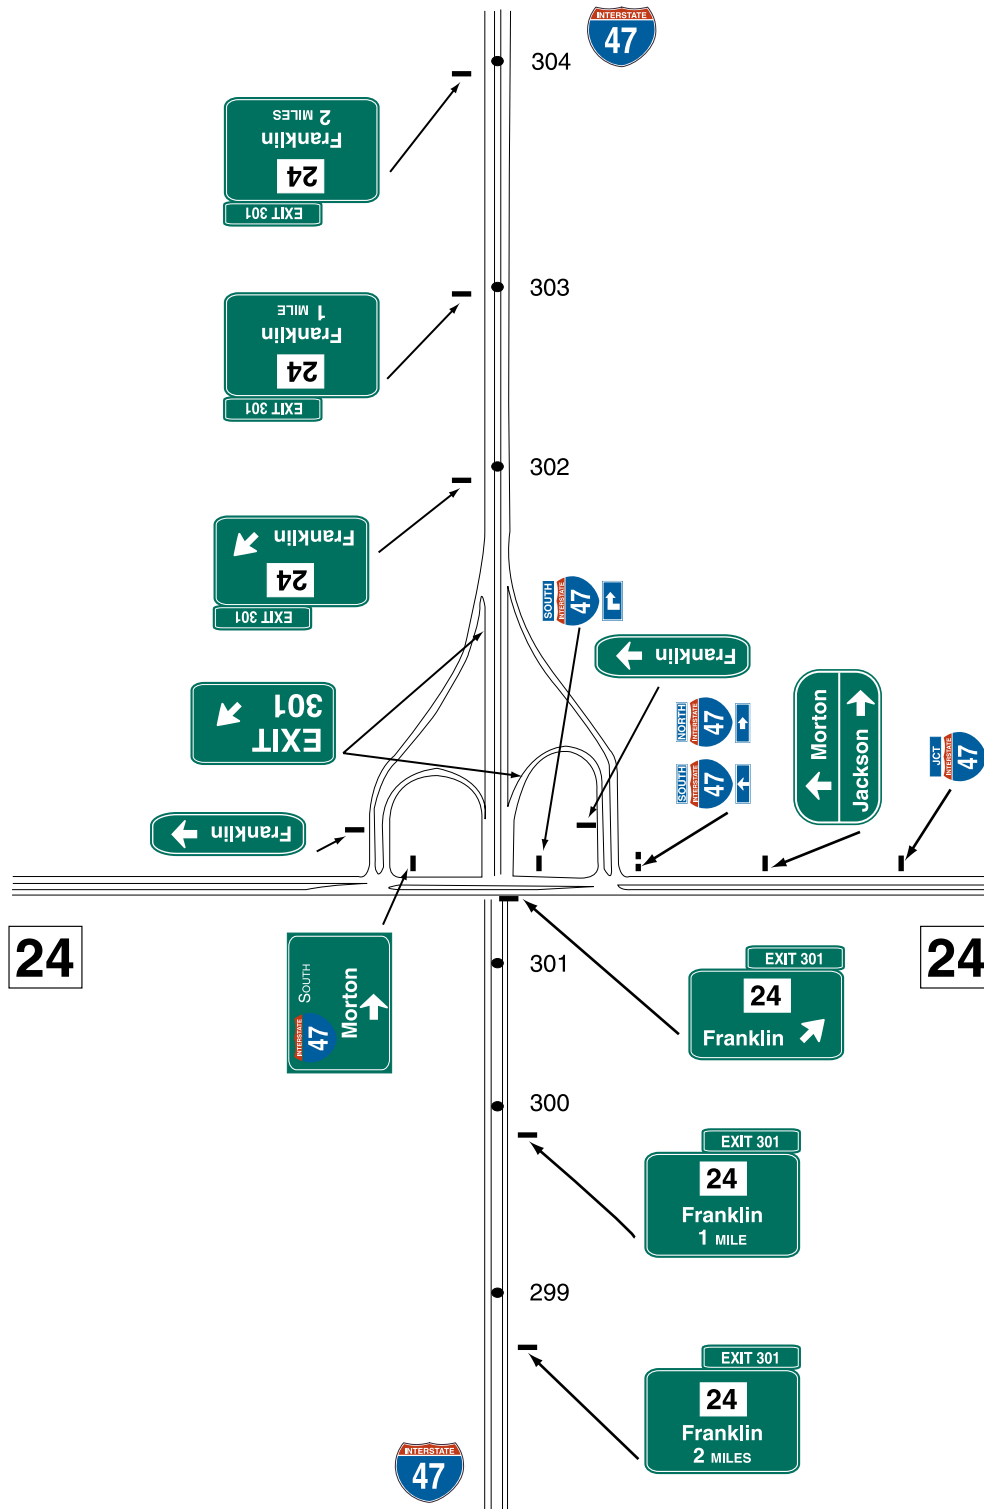 INTERSTATE
47
304
EXIT 301
24
Franklin
2 MILES
303
EXIT 301
24
Franklin
1 MILE
302
EXIT 301
24
Franklin
SOUTH
INTERSTATE
47
Franklin
EXIT
301
NORTH
INTERSTATE
47
SOUTH
INTERSTATE
47
Morton
Jackson
JCT
INTERSTATE
47
Franklin
24
24
INTERSTATE
47
SOUTH
Morton
301
EXIT 301
24
Franklin
300
EXIT 301
24
Franklin
1 MILE
299
EXIT 301
24
Franklin
2 MILES
INTERSTATE
47